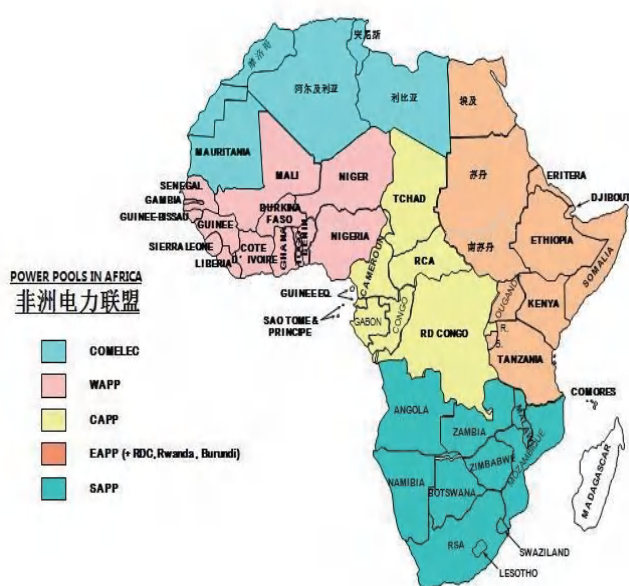 突尼斯
摩洛哥
阿尔及利亚
利比亚
埃及
MAURITANIA
MALI
NIGER
TCHAD
苏丹
ERITERA
DJIBOUT
SENEGAL
GAMBIA
GUINEE-BISSAU
GUINEE
BURKINA
FASO
SIERRA LEONE
LIBERIA
COTE
D' IVOIRE
GHANA
TOGO
BENIN
NIGERIA
南苏丹
ETHIOPIA
SOMALIA
CAMEROUN
RCA
POWER POOLS IN AFRICA
非洲电力联盟
GUINEE EQ.
SAO TOME &
PRINCIPE
GABON
CONGO
RD CONGO
OUGANDA
KENYA
R.
B.
TANZANIA
COMELEC
WAPP
CAPP
EAPP (+ RDC, Rwanda, Burundi)
SAPP
COMORES
ANGOLA
ZAMBIA
MALAWI
MOZAMBIQUE
ZIMBABWE
NAMIBIA
BOTSWANA
MADAGASCAR
RSA
SWAZILAND
LESOTHO